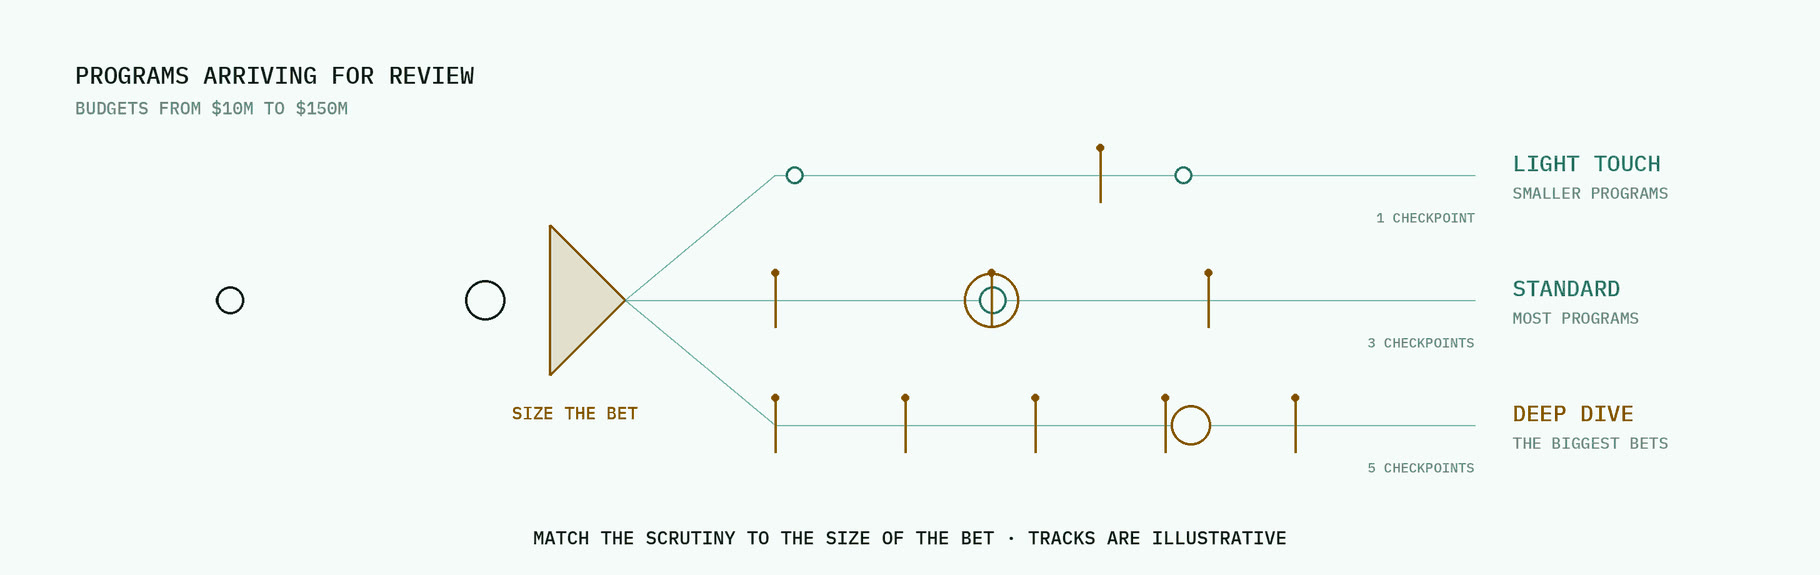 PROGRAMS ARRIVING FOR REVIEW
BUDGETS FROM $10M TO $150M
LIGHT TOUCH
SMALLER PROGRAMS
1 CHECKPOINT
STANDARD
MOST PROGRAMS
3 CHECKPOINTS
SIZE THE BET
DEEP DIVE
THE BIGGEST BETS
5 CHECKPOINTS
MATCH THE SCRUTINY TO THE SIZE OF THE BET · TRACKS ARE ILLUSTRATIVE